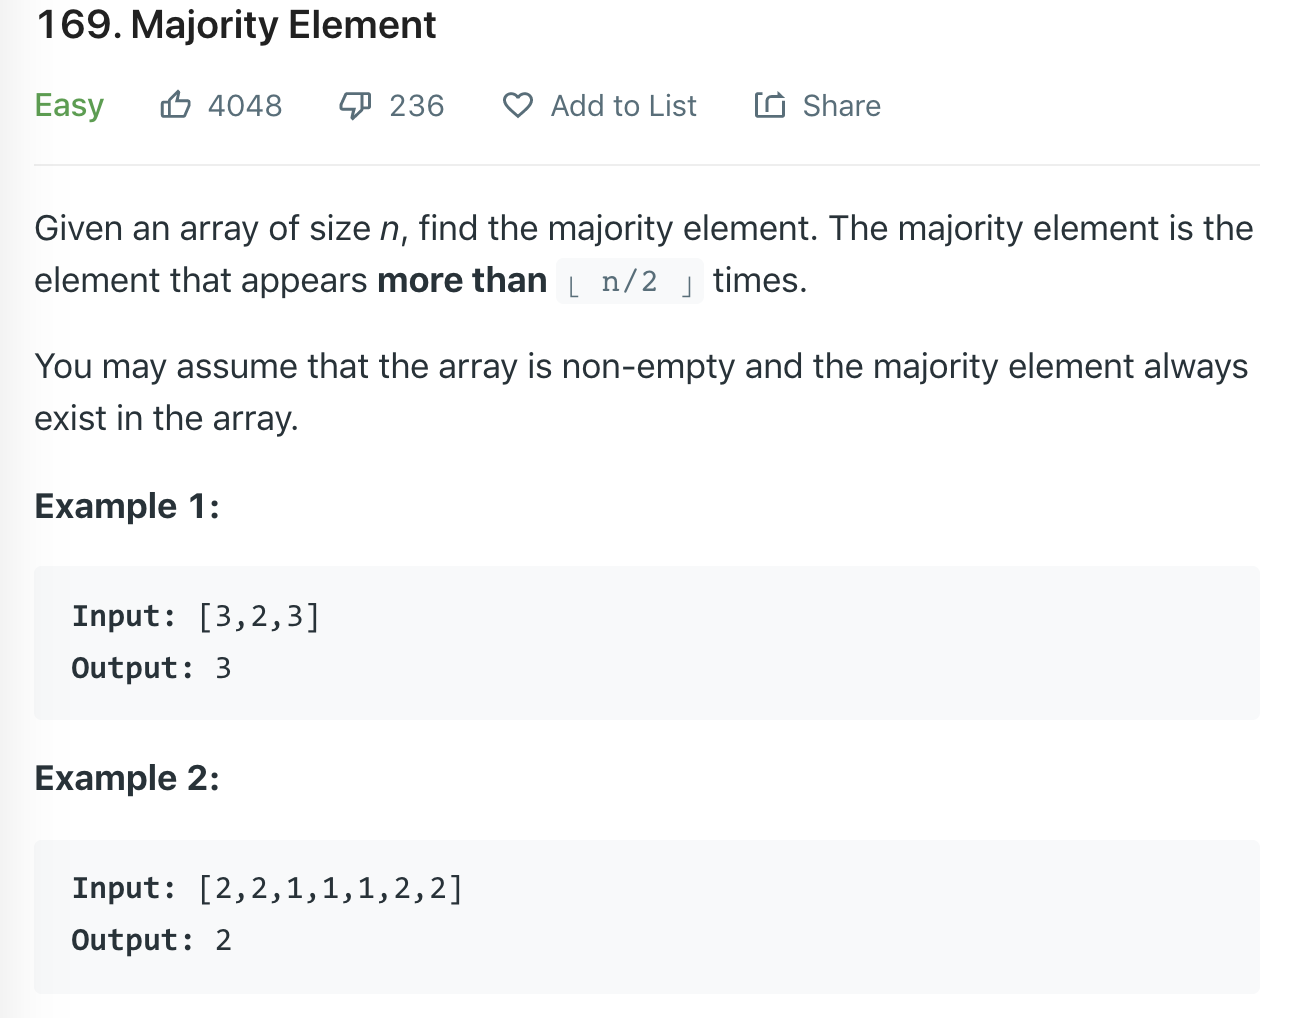 169. Majority Element
Easy 4048 236 Add to List Share
Given an array of size n, find the majority element. The majority element is the
element that appears more than ⌊ n/2 ⌋ times.
You may assume that the array is non-empty and the majority element always
exist in the array.
Example 1:
Input: [3,2,3]
Output: 3
Example 2:
Input: [2,2,1,1,1,2,2]
Output: 2